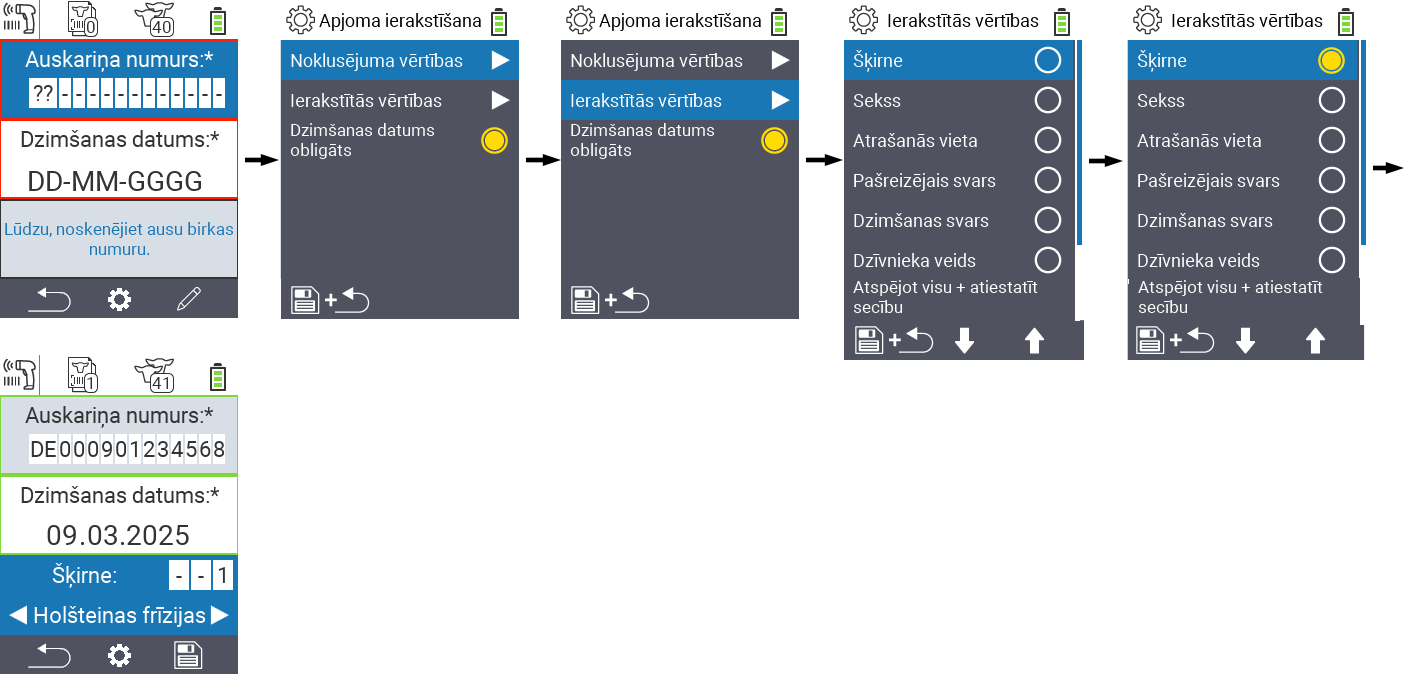 0
40
Auskariņa numurs:*
??------------
Dzimšanas datums:*
DD-MM-GGGG
Lūdzu, noskenējiet ausu birkas
numuru.
Apjoma ierakstīšana
Noklusējuma vērtības
Ierakstītās vērtības
Dzimšanas datums
obligāts
+
Apjoma ierakstīšana
Noklusējuma vērtības
Ierakstītās vērtības
Dzimšanas datums
obligāts
+
Ierakstītās vērtības
Šķirne
Sekss
Atrašanās vieta
Pašreizējais svars
Dzimšanas svars
Dzīvnieka veids
Atspējot visu + atiestatīt
secību
+
Ierakstītās vērtības
Šķirne
Sekss
Atrašanās vieta
Pašreizējais svars
Dzimšanas svars
Dzīvnieka veids
Atspējot visu + atiestatīt
secību
+
1
41
Auskariņa numurs:*
DE000901234568
Dzimšanas datums:*
09.03.2025
Šķirne: - - 1
Holšteinas frīzijas